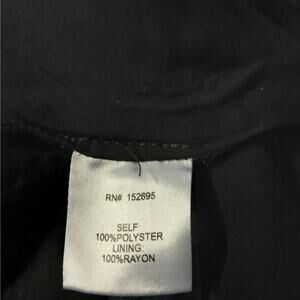 RN# 152695
SELF
100%POLYSTER
LINING:
100%RAYON